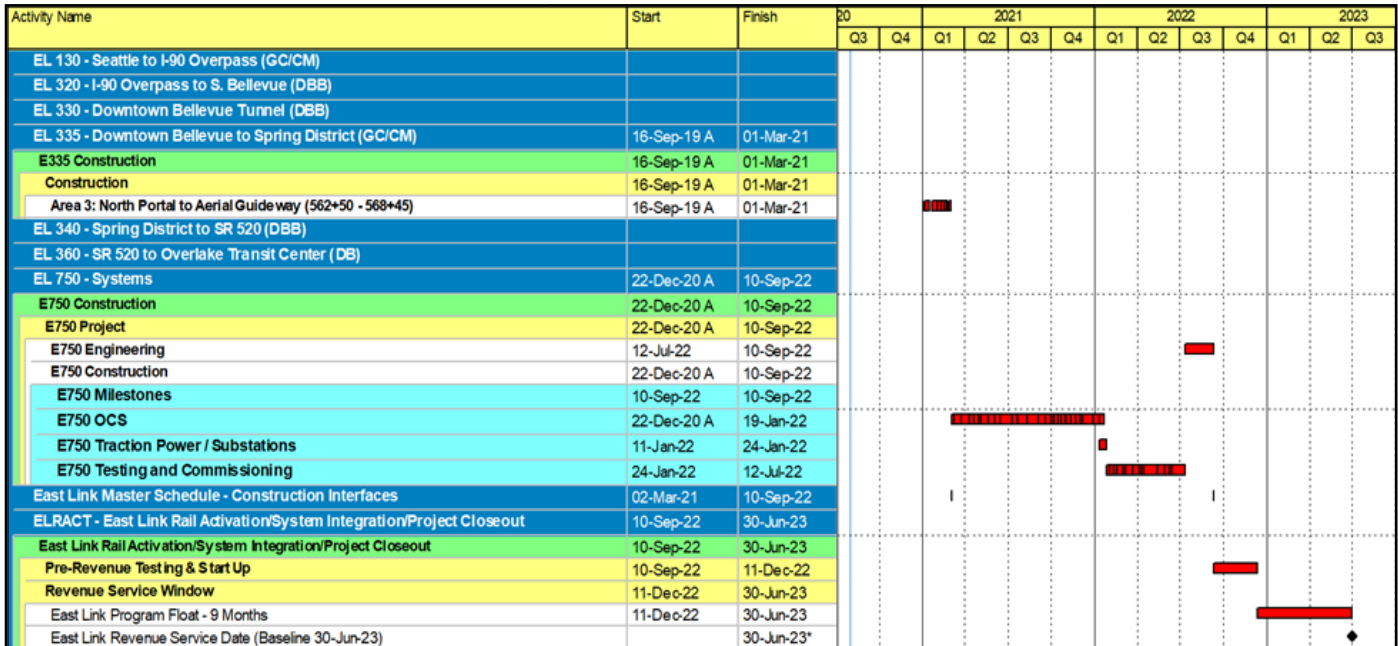 Activity Name Start Finish 20 2021 2022 2023
Q3 Q4 Q1 Q2 Q3 Q4 Q1 Q2 Q3 Q4 Q1 Q2 Q3
EL 130 - Seattle to I-90 Overpass (GC/CM)
EL 320 - I-90 Overpass to S. Bellevue (DBB)
EL 330 - Downtown Bellevue Tunnel (DBB)
EL 335 - Downtown Bellevue to Spring District (GC/CM) 16-Sep-19 A 01-Mar-21
E335 Construction 16-Sep-19 A 01-Mar-21
Construction 16-Sep-19 A 01-Mar-21
Area 3: North Portal to Aerial Guideway (562+50 - 568+45) 16-Sep-19 A 01-Mar-21
EL 340 - Spring District to SR 520 (DBB)
EL 360 - SR 520 to Overlake Transit Center (DB)
EL 750 - Systems 22-Dec-20 A 10-Sep-22
E750 Construction 22-Dec-20 A 10-Sep-22
E750 Project 22-Dec-20 A 10-Sep-22
E750 Engineering 12-Jul-22 10-Sep-22
E750 Construction 22-Dec-20 A 10-Sep-22
E750 Milestones 10-Sep-22 10-Sep-22
E750 OCS 22-Dec-20 A 19-Jan-22
E750 Traction Power / Substations 11-Jan-22 24-Jan-22
E750 Testing and Commissioning 24-Jan-22 12-Jul-22
East Link Master Schedule - Construction Interfaces 02-Mar-21 10-Sep-22
ELRACT - East Link Rail Activation/System Integration/Project Closeout 10-Sep-22 30-Jun-23
East Link Rail Activation/System Integration/Project Closeout 10-Sep-22 30-Jun-23
Pre-Revenue Testing & Start Up 10-Sep-22 11-Dec-22
Revenue Service Window 11-Dec-22 30-Jun-23
East Link Program Float - 9 Months 11-Dec-22 30-Jun-23
East Link Revenue Service Date (Baseline 30-Jun-23) 30-Jun-23*